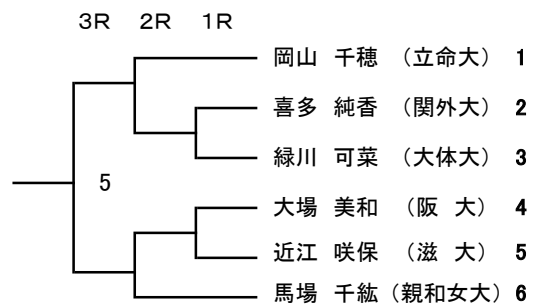 ３R ２R １R
岡山 千穂 （立命大） 1
喜多 純香 （関外大） 2
緑川 可菜 （大体大） 3
5
大場 美和 （阪 大） 4
近江 咲保 （滋 大） 5
馬場 千紘 （親和女大） 6